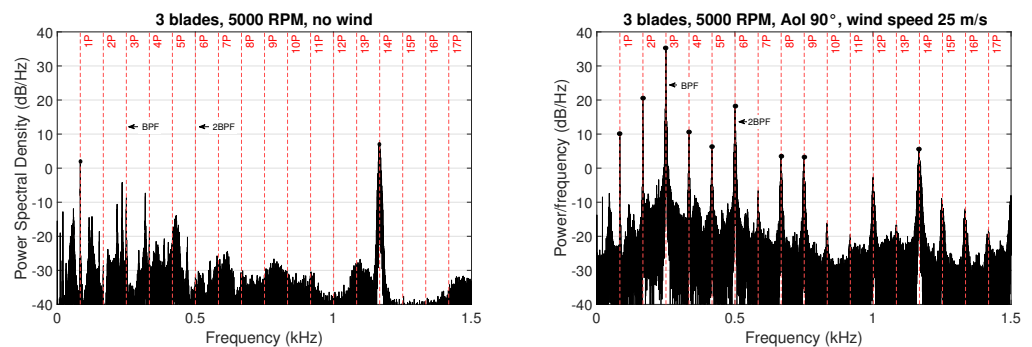 3 blades, 5000 RPM, no wind
Power Spectral Density (dB/Hz)
40
30
20
10
0
-10
-20
-30
-40
1P 2P 3P 4P 5P 6P 7P 8P 9P 10P 11P 12P 13P 14P 15P 16P 17P
BPF
2BPF
0 0.5 1 1.5
Frequency (kHz)
3 blades, 5000 RPM, AoI 90°, wind speed 25 m/s
Power/frequency (dB/Hz)
40
30
20
10
0
-10
-20
-30
-40
1P 2P 3P 4P 5P 6P 7P 8P 9P 10P 11P 12P 13P 14P 15P 16P 17P
BPF
2BPF
0 0.5 1 1.5
Frequency (kHz)